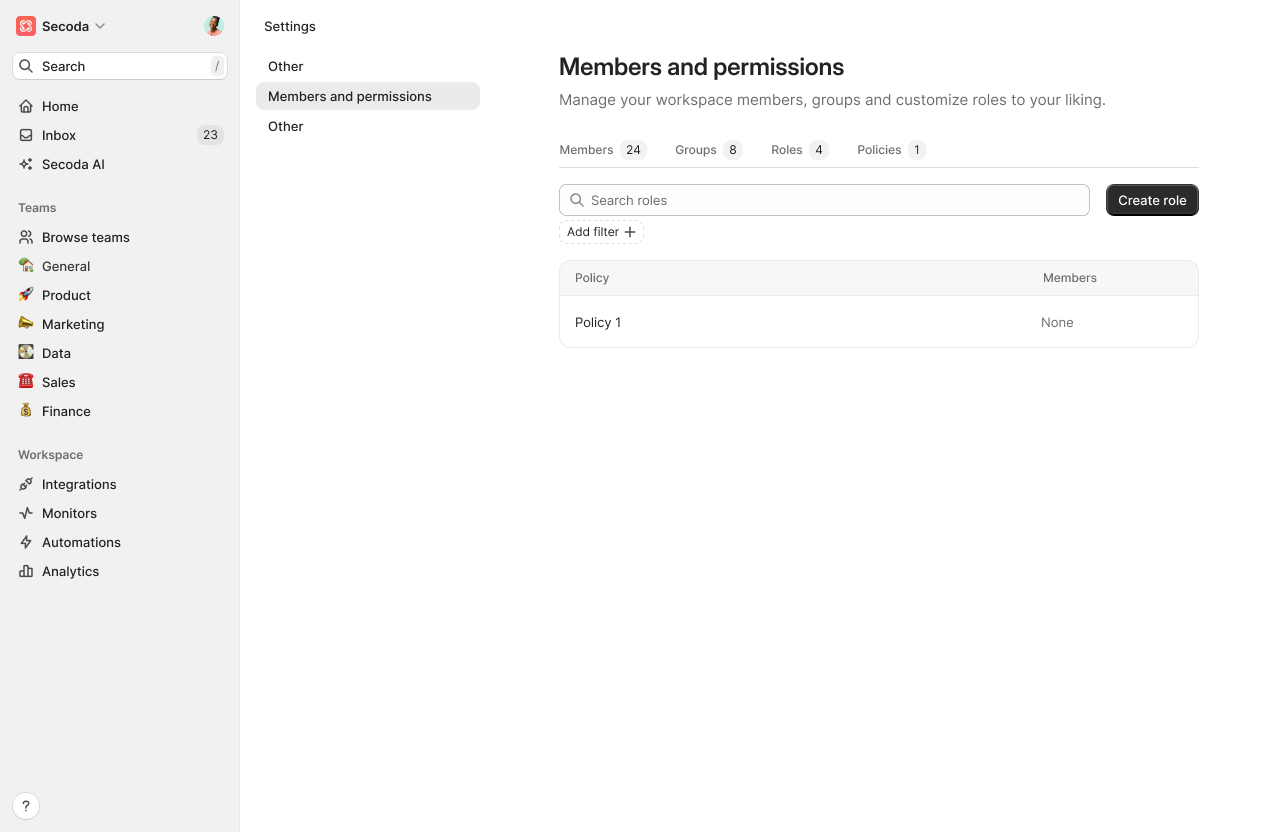 Secoda
Search /
Home
Inbox 23
Secoda AI
Teams
Browse teams
General
Product
Marketing
Data
Sales
Finance
Workspace
Integrations
Monitors
Automations
Analytics
?
Settings
Other
Members and permissions
Other
Members and permissions
Manage your workspace members, groups and customize roles to your liking.
Members 24 Groups 8 Roles 4 Policies 1
Search roles Create role
Add filter +
Policy Members
Policy 1 None